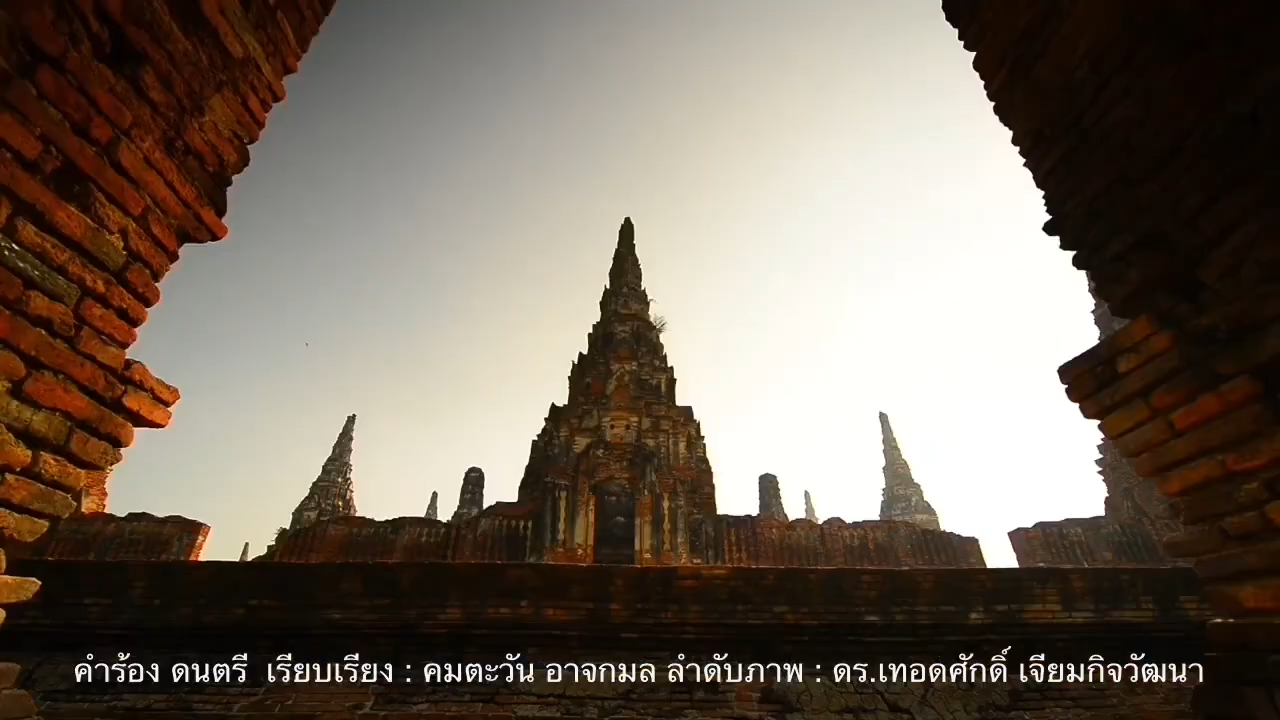 คำร้อง ดนตรี  เรียบเรียง : คมตะวัน อาจกมล ลำดับภาพ : ดร.เทอดศักดิ์ เจียมกิจวัฒนา